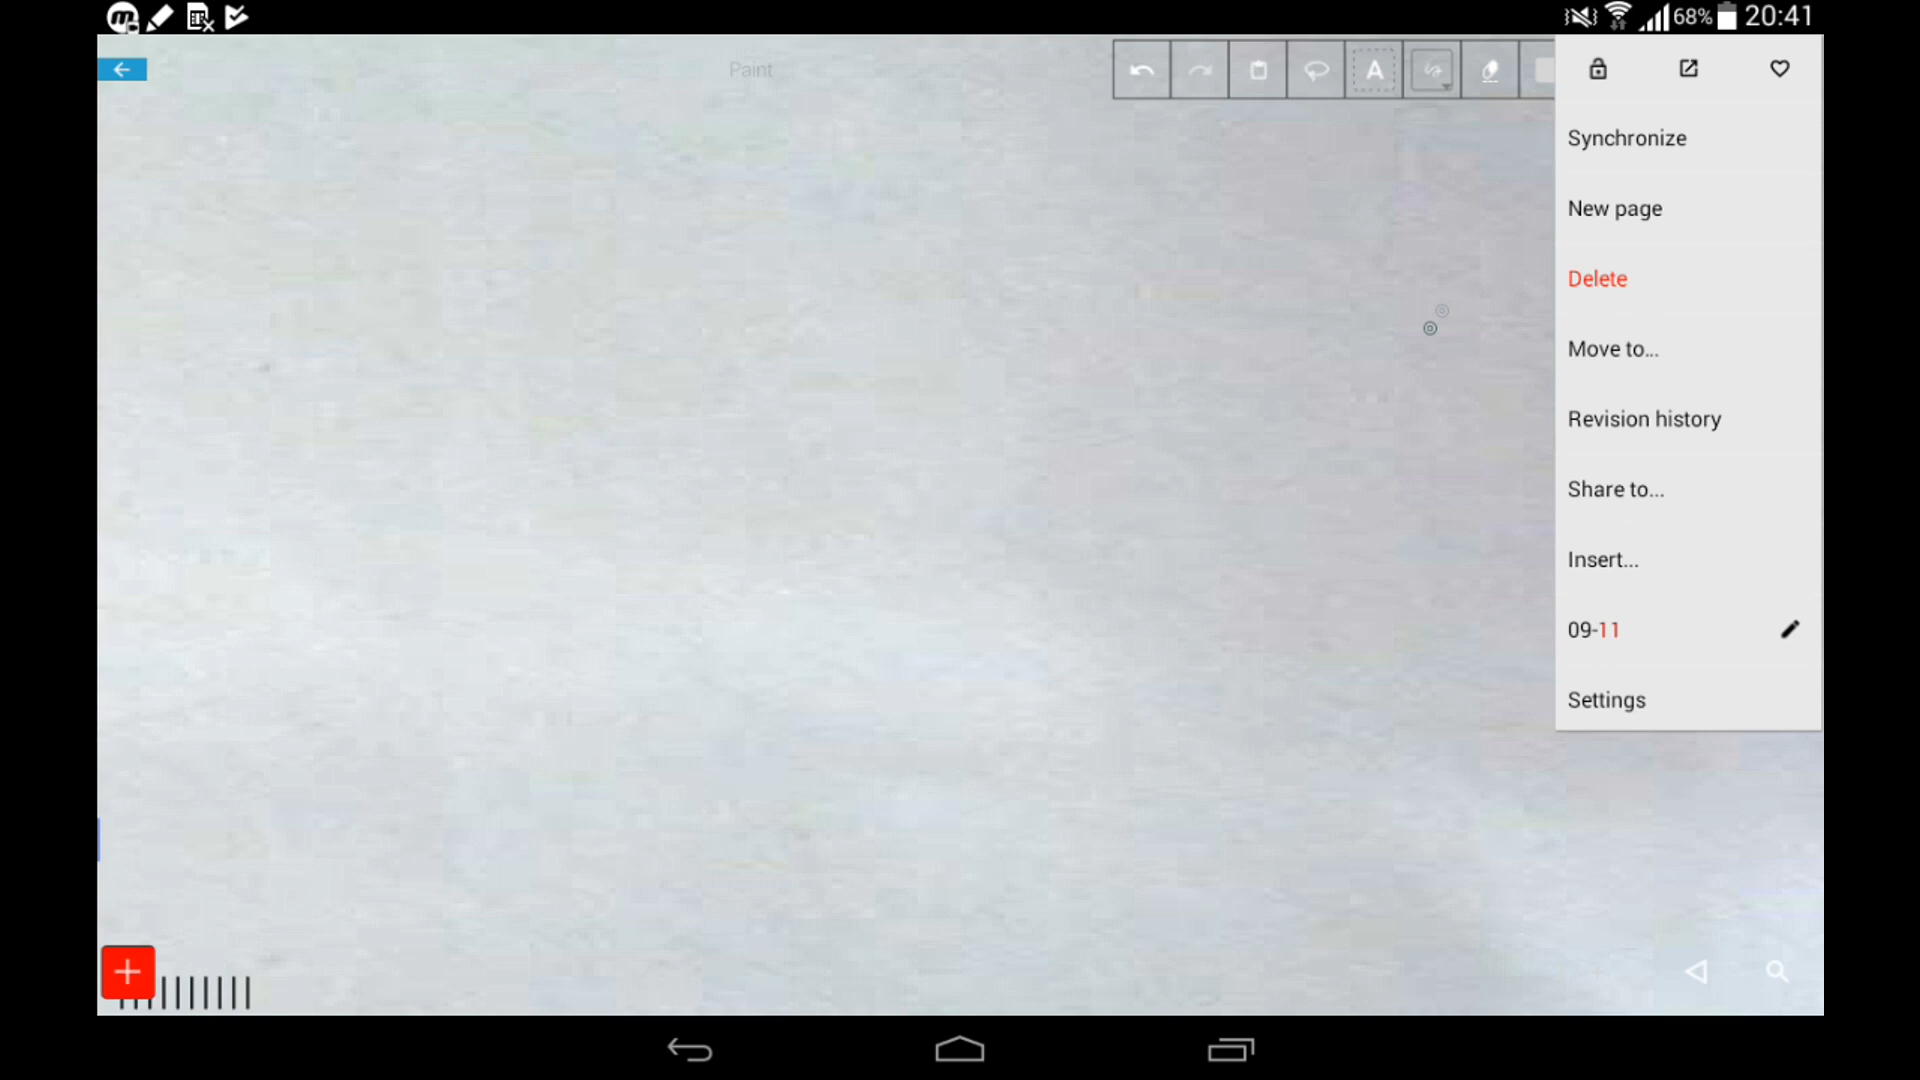 68% 20:41
Paint
A
Synchronize
New page
Delete
Move to...
Revision history
Share to...
Insert...
09-11
Settings